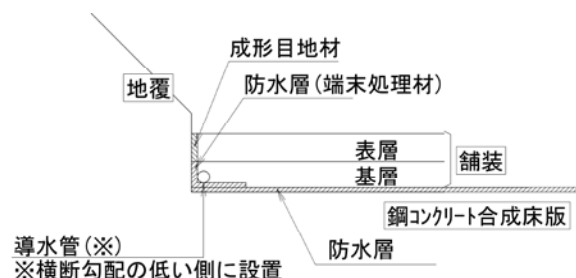 成形目地材
地覆
防水層(端末処理材)
表層
舗装
基層
鋼コンクリート合成床版
導水管(※)
防水層
※横断勾配の低い側に設置